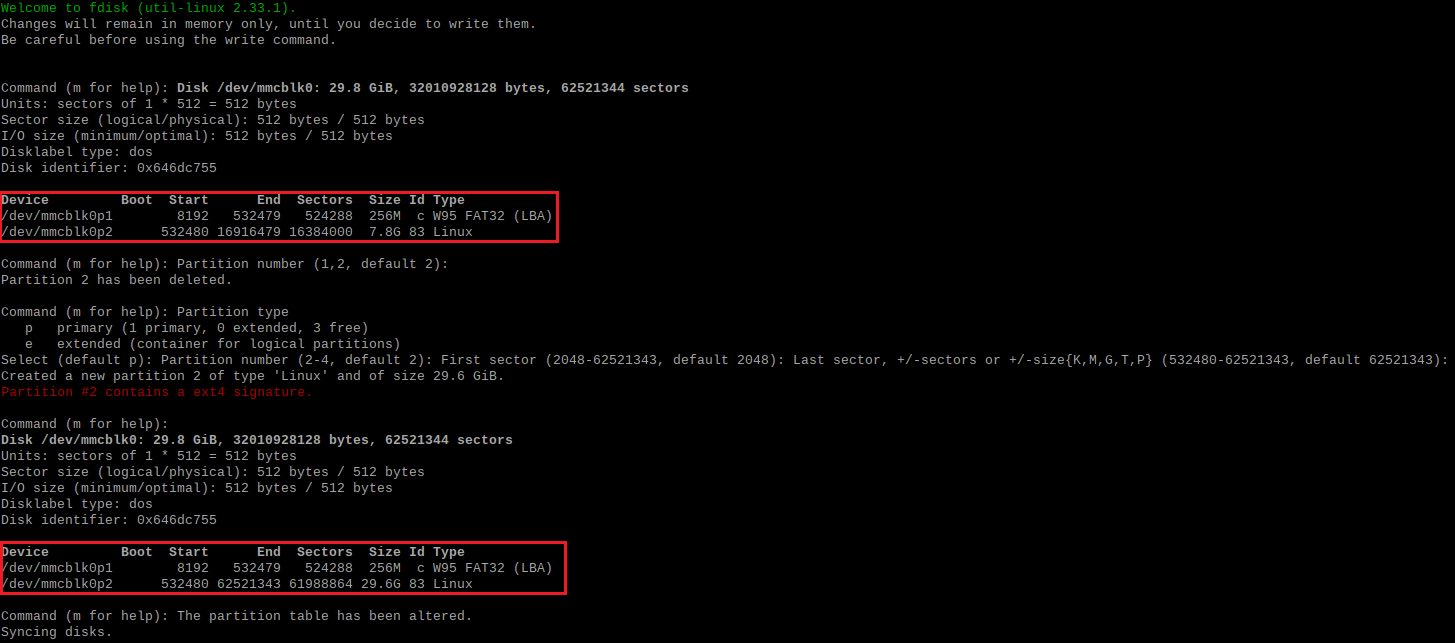 Welcome to fdisk (util-linux 2.33.1).
Changes will remain in memory only, until you decide to write them.
Be careful before using the write command.
Command (m for help): Disk /dev/mmcblk0: 29.8 GiB, 32010928128 bytes, 62521344 sectors
Units: sectors of 1 * 512 = 512 bytes
Sector size (logical/physical): 512 bytes / 512 bytes
I/O size (minimum/optimal): 512 bytes / 512 bytes
Disklabel type: dos
Disk identifier: 0x646dc755
Device         Boot  Start      End  Sectors  Size Id Type
/dev/mmcblk0p1        8192   532479   524288  256M  c W95 FAT32 (LBA)
/dev/mmcblk0p2      532480 16916479 16384000  7.8G 83 Linux
Command (m for help): Partition number (1,2, default 2):
Partition 2 has been deleted.
Command (m for help): Partition type
   p   primary (1 primary, 0 extended, 3 free)
   e   extended (container for logical partitions)
Select (default p): Partition number (2-4, default 2): First sector (2048-62521343, default 2048): Last sector, +/-sectors or +/-size{K,M,G,T,P} (532480-62521343, default 62521343):
Created a new partition 2 of type 'Linux' and of size 29.6 GiB.
Partition #2 contains a ext4 signature.
Command (m for help):
Disk /dev/mmcblk0: 29.8 GiB, 32010928128 bytes, 62521344 sectors
Units: sectors of 1 * 512 = 512 bytes
Sector size (logical/physical): 512 bytes / 512 bytes
I/O size (minimum/optimal): 512 bytes / 512 bytes
Disklabel type: dos
Disk identifier: 0x646dc755
Device         Boot  Start      End  Sectors  Size Id Type
/dev/mmcblk0p1        8192   532479   524288  256M  c W95 FAT32 (LBA)
/dev/mmcblk0p2      532480 62521343 61988864 29.6G 83 Linux
Command (m for help): The partition table has been altered.
Syncing disks.